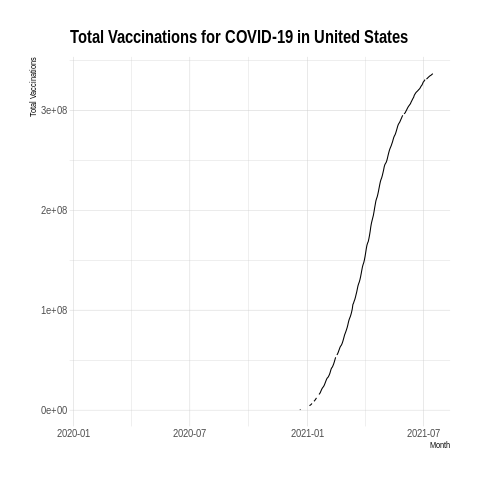 Total Vaccinations for COVID-19 in United States
Total Vaccinations
3e+08
2e+08
1e+08
0e+00
2020-01 2020-07 2021-01 2021-07
Month